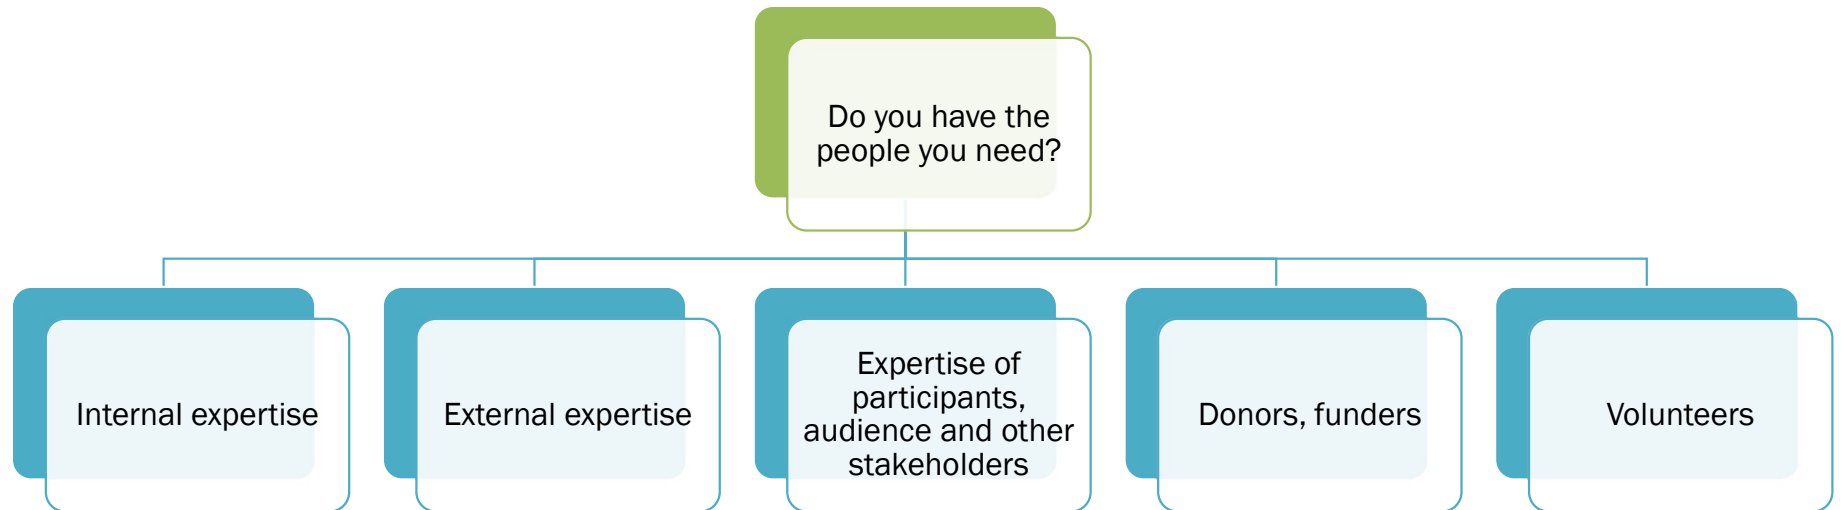 Do you have the
people you need?
Internal expertise
External expertise
Expertise of
participants,
audience and other
stakeholders
Donors, funders
Volunteers